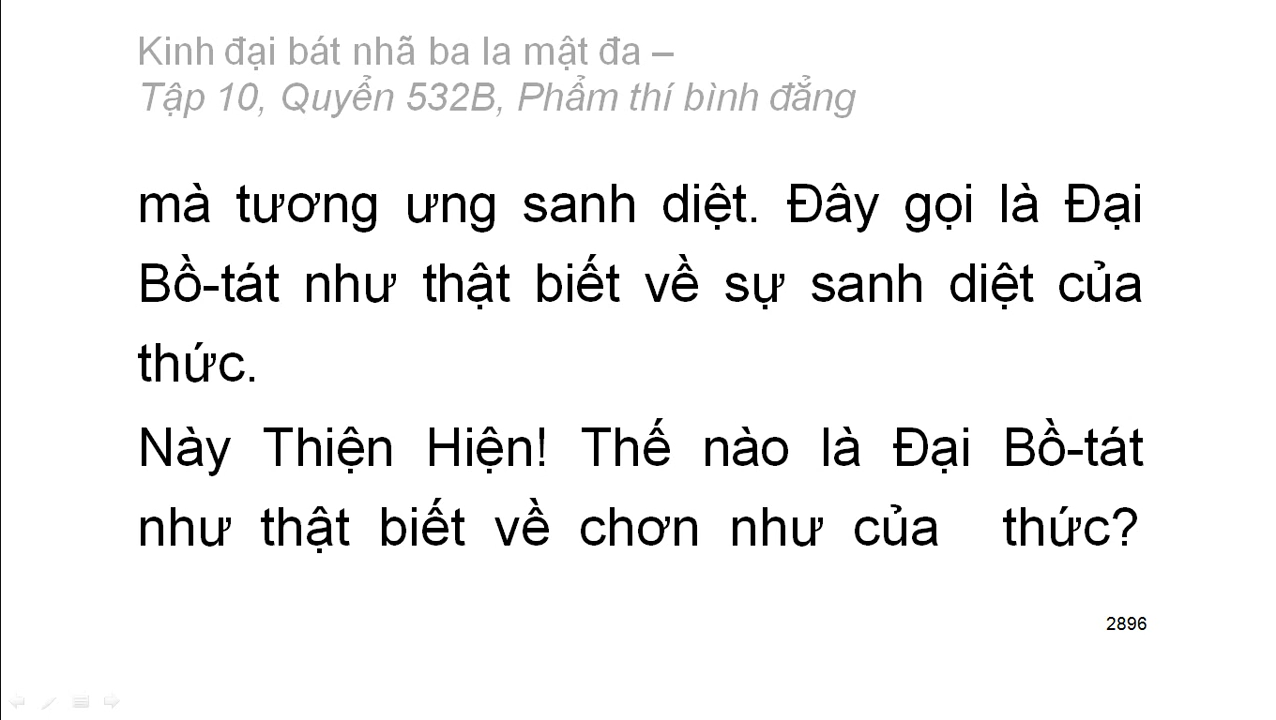 Kinh đại bát nhã ba la mật đa –
Tập 10, Quyển 532B, Phẩm thí bình đẳng
mà tương ưng sanh diệt. Đây gọi là Đại
Bồ-tát như thật biết về sự sanh diệt của
thức.
Này Thiện Hiện! Thế nào là Đại Bồ-tát
như thật biết về chơn như của thức?
2896